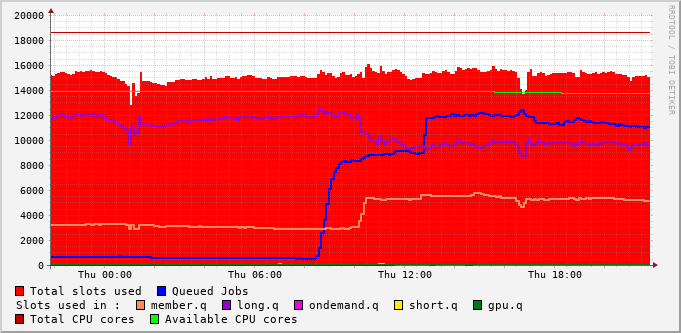 20000
18000
16000
14000
12000
10000
8000
6000
4000
2000
0
Thu 00:00 Thu 06:00 Thu 12:00 Thu 18:00
RRDTOOL / TOBI OETIKER
Total slots used Queued Jobs
Slots used in : member.q long.q ondemand.q short.q gpu.q
Total CPU cores Available CPU cores